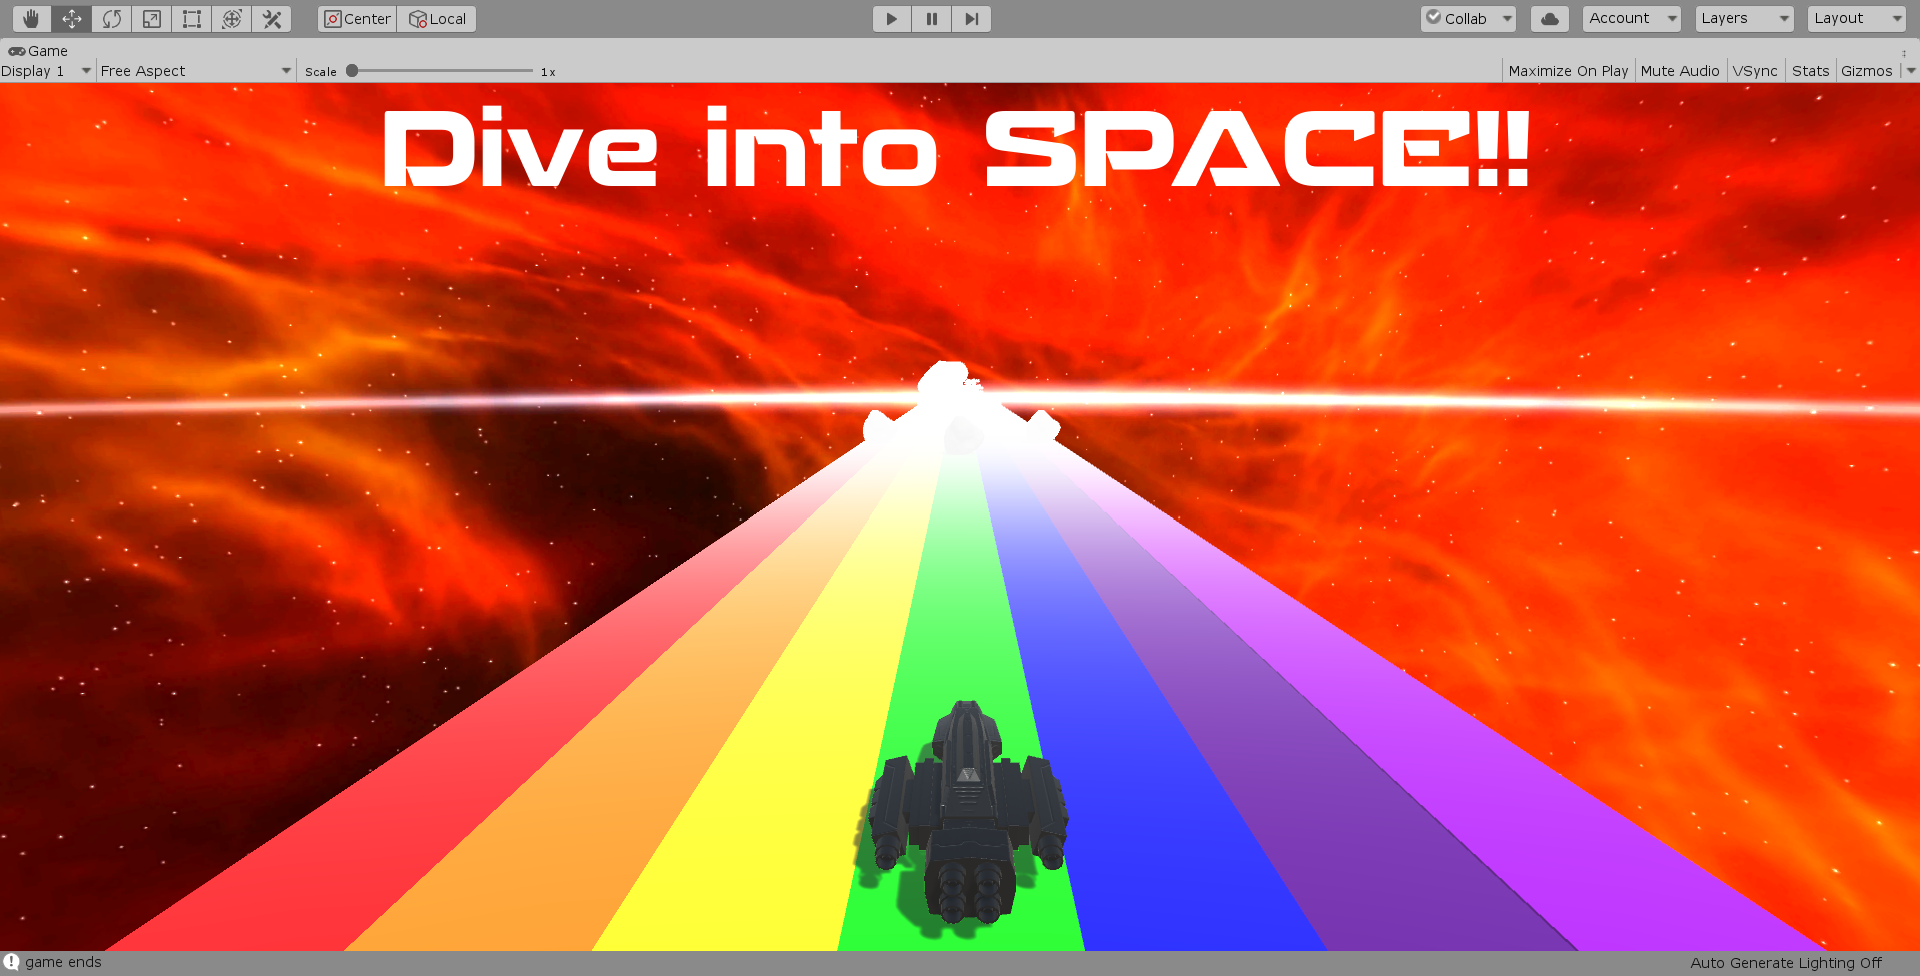 Center Local Collab Account Layers Layout
Game
Display 1 Free Aspect Scale 1x Maximize On Play Mute Audio VSync Stats Gizmos
Dive into SPACE!!
game ends Auto Generate Lighting Off